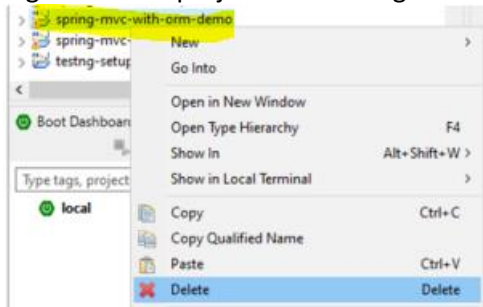 spring-mvc-with-orm-demo
spring-mvc-
testng-setup
New
Go Into
Open in New Window
Open Type Hierarchy F4
Show In Alt+Shift+W >
Show in Local Terminal
Copy Ctrl+C
Copy Qualified Name
Paste Ctrl+V
Delete Delete
Boot Dashboard
Type tags, project
local